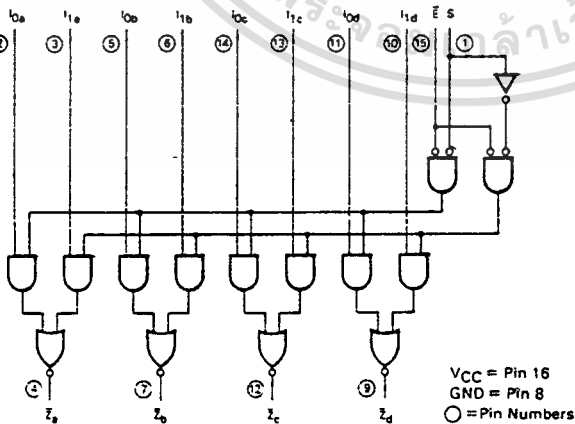 I0a I1a I0b I1b I0c I1c I0d I1d E̅ S
2 3 5 6 14 13 11 10 15 1
4 7 12 9
Z̅a Z̅b Z̅c Z̅d
VCC = Pin 16
GND = Pin 8
○ = Pin Numbers